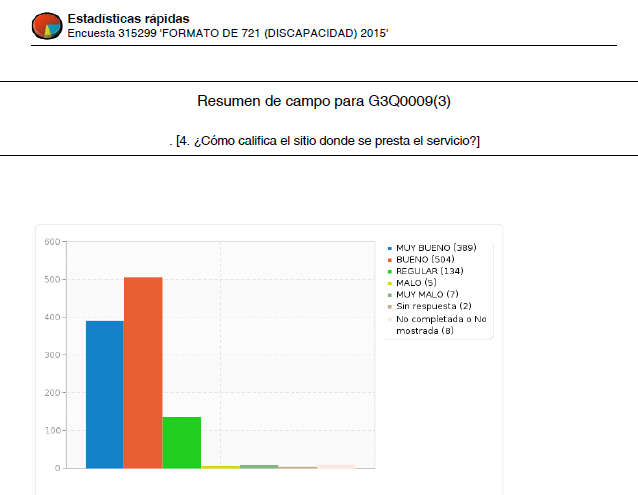 Estadísticas rápidas
Encuesta 315299 'FORMATO DE 721 (DISCAPACIDAD) 2015'
Resumen de campo para G3Q0009(3)
. [4. ¿Cómo califica el sitio donde se presta el servicio?]
600
500
400
300
200
100
0
MUY BUENO (389)
BUENO (504)
REGULAR (134)
MALO (5)
MUY MALO (7)
Sin respuesta (2)
No completada o No
mostrada (8)